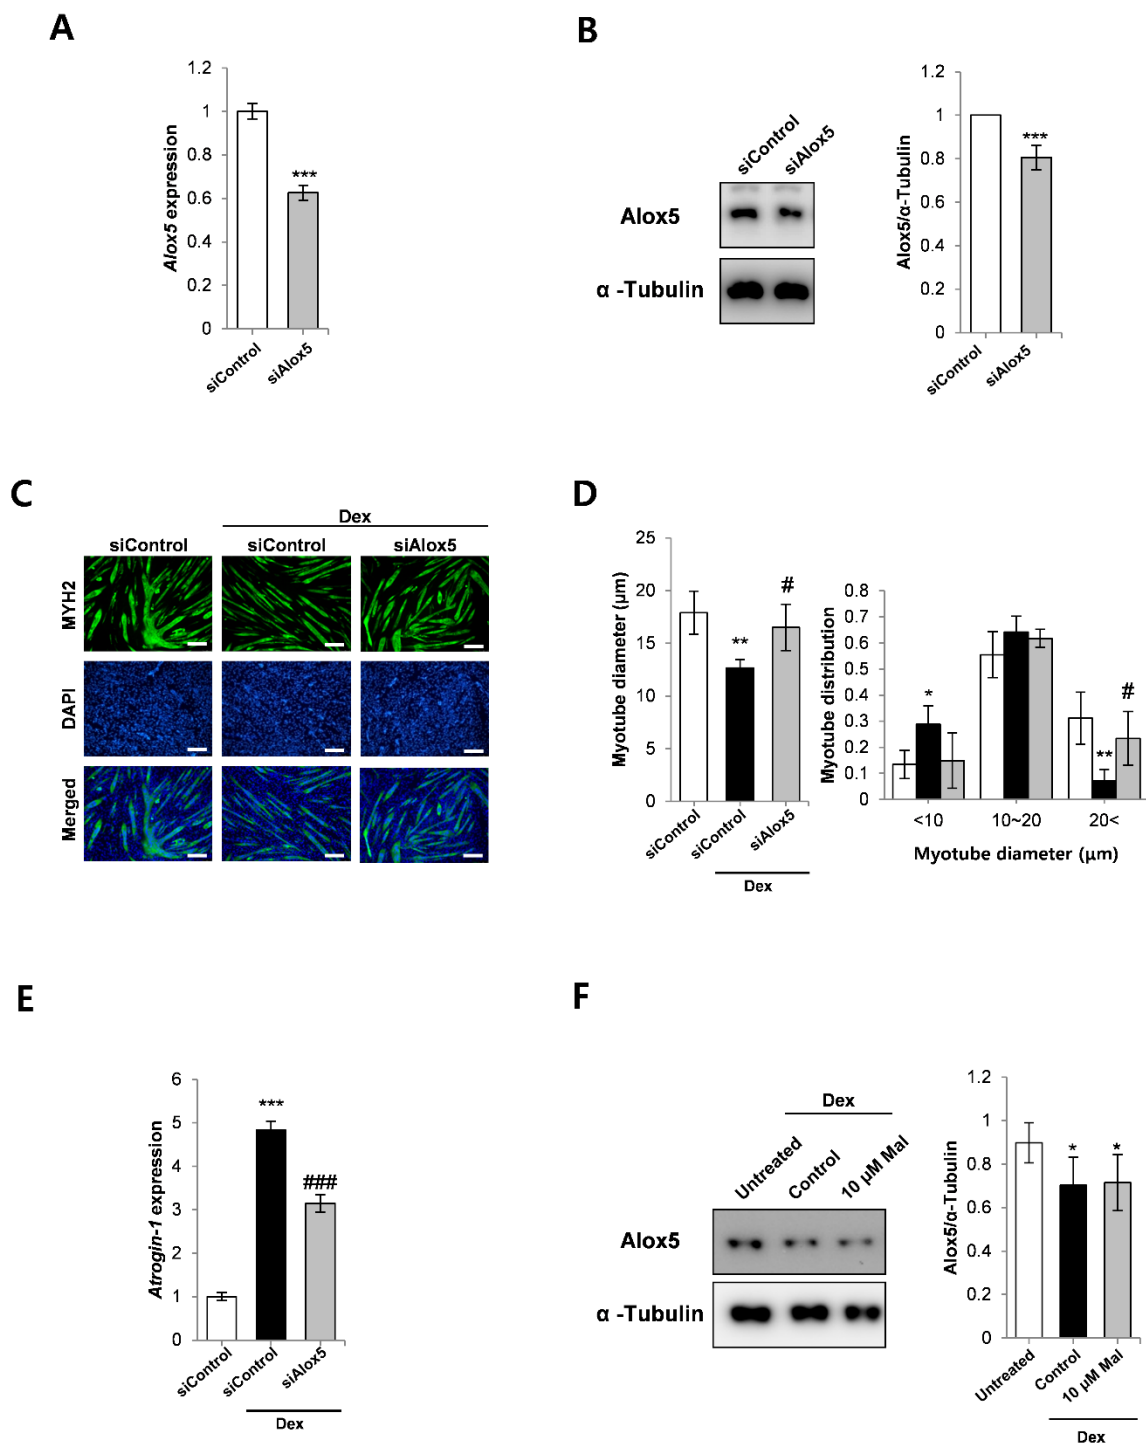 A
1.2
1
0.8
0.6
0.4
0.2
0
Alox5 expression
***
siControl
siAlox5
B
siControl
siAlox5
Alox5
α -Tubulin
1.2
1
0.8
0.6
0.4
0.2
0
Alox5/α-Tubulin
***
siControl
siAlox5
C
Dex
siControl
siControl
siAlox5
MYH2
DAPI
Merged
D
25
20
15
10
5
0
Myotube diameter (μm)
**
#
siControl
siControl
siAlox5
Dex
0.8
0.7
0.6
0.5
0.4
0.3
0.2
0.1
0
Myotube distribution
*
**
#
<10
10~20
20<
Myotube diameter (μm)
E
6
5
4
3
2
1
0
Atrogin-1 expression
***
###
siControl
siControl
siAlox5
Dex
F
Dex
Untreated
Control
10 μM Mal
Alox5
α -Tubulin
1.2
1
0.8
0.6
0.4
0.2
0
Alox5/α-Tubulin
*
*
Untreated
Control
10 μM Mal
Dex